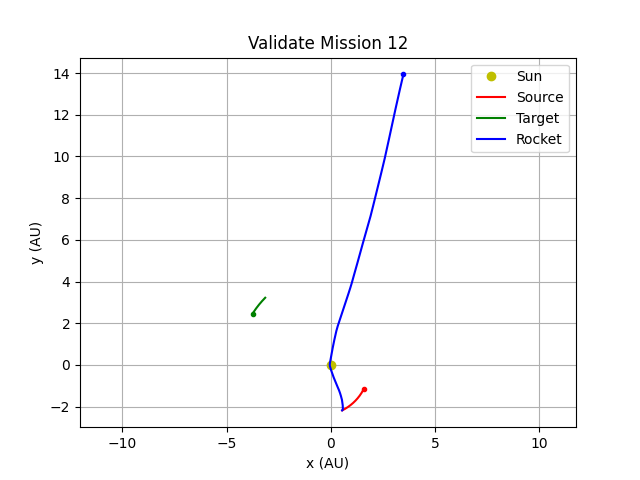 Validate Mission 12
Sun
Source
Target
Rocket
14
12
10
8
6
4
2
0
−2
−10
−5
0
5
10
x (AU)
y (AU)